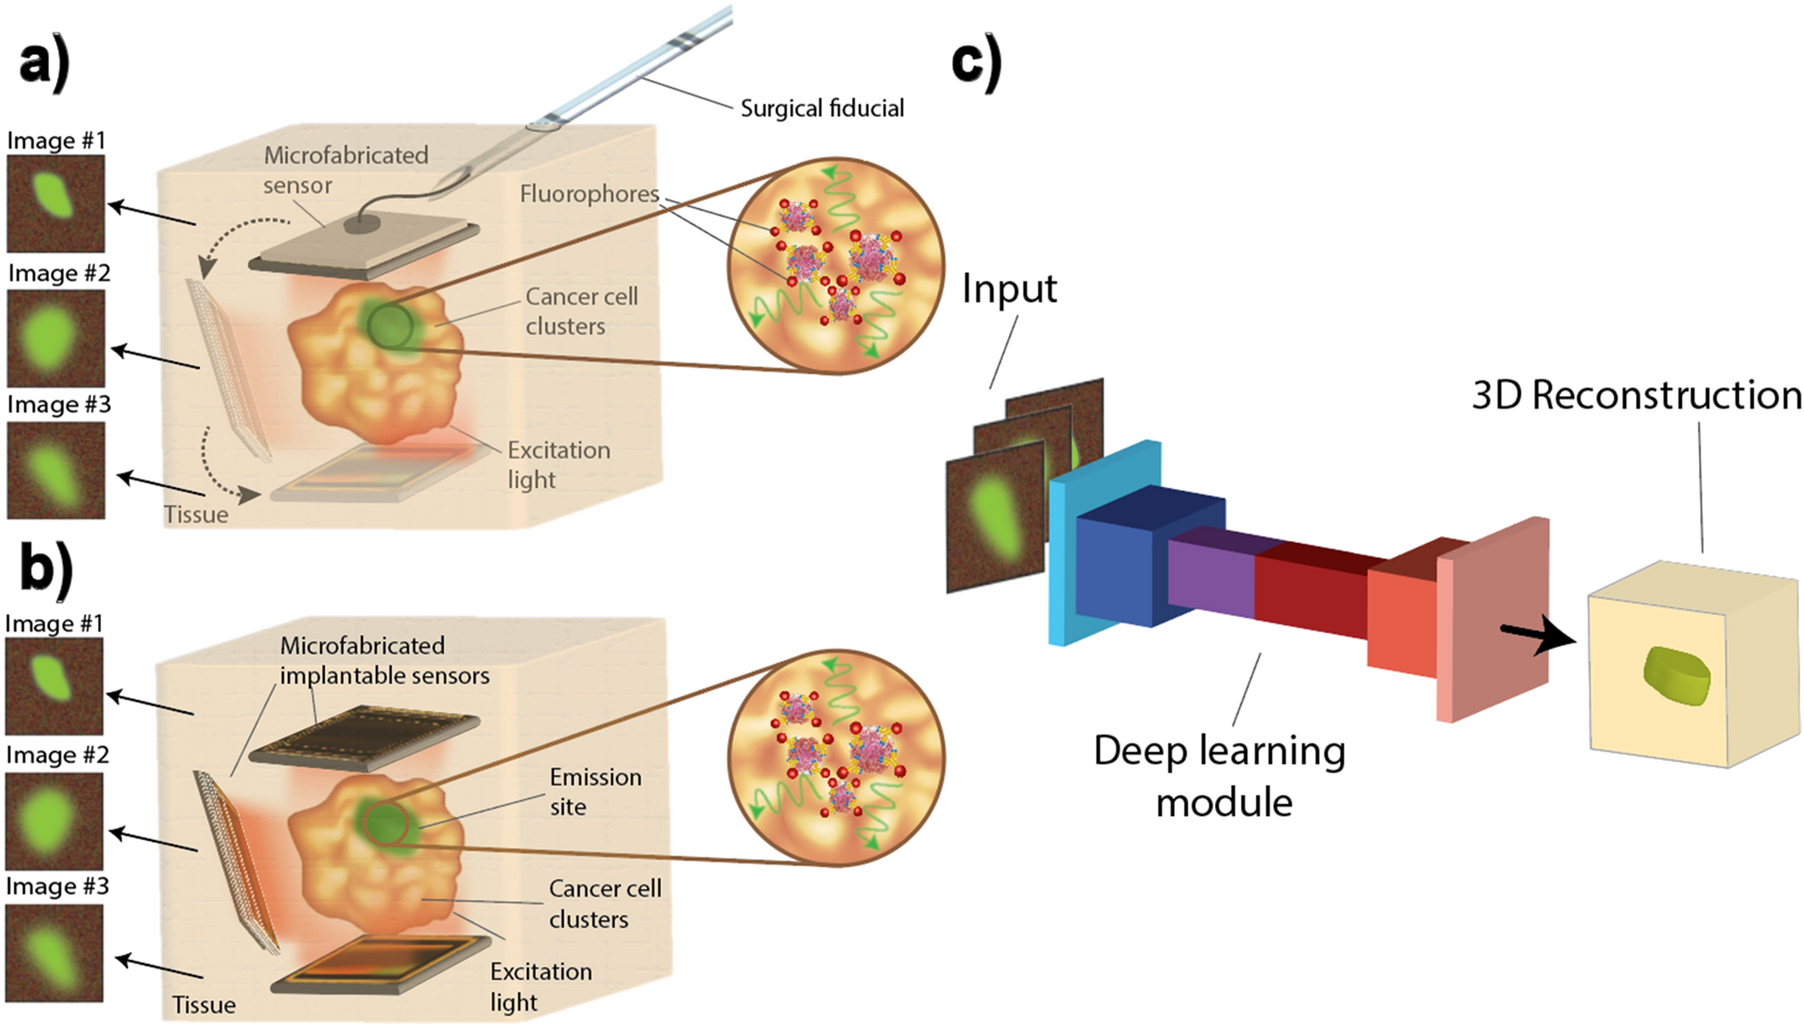 a)
Image #1
Image #2
Image #3
Microfabricated
sensor
Surgical fiducial
Fluorophores
Cancer cell
clusters
Excitation
light
Tissue
b)
Image #1
Image #2
Image #3
Microfabricated
implantable sensors
Emission
site
Cancer cell
clusters
Excitation
light
Tissue
c)
Input
3D Reconstruction
Deep learning
module